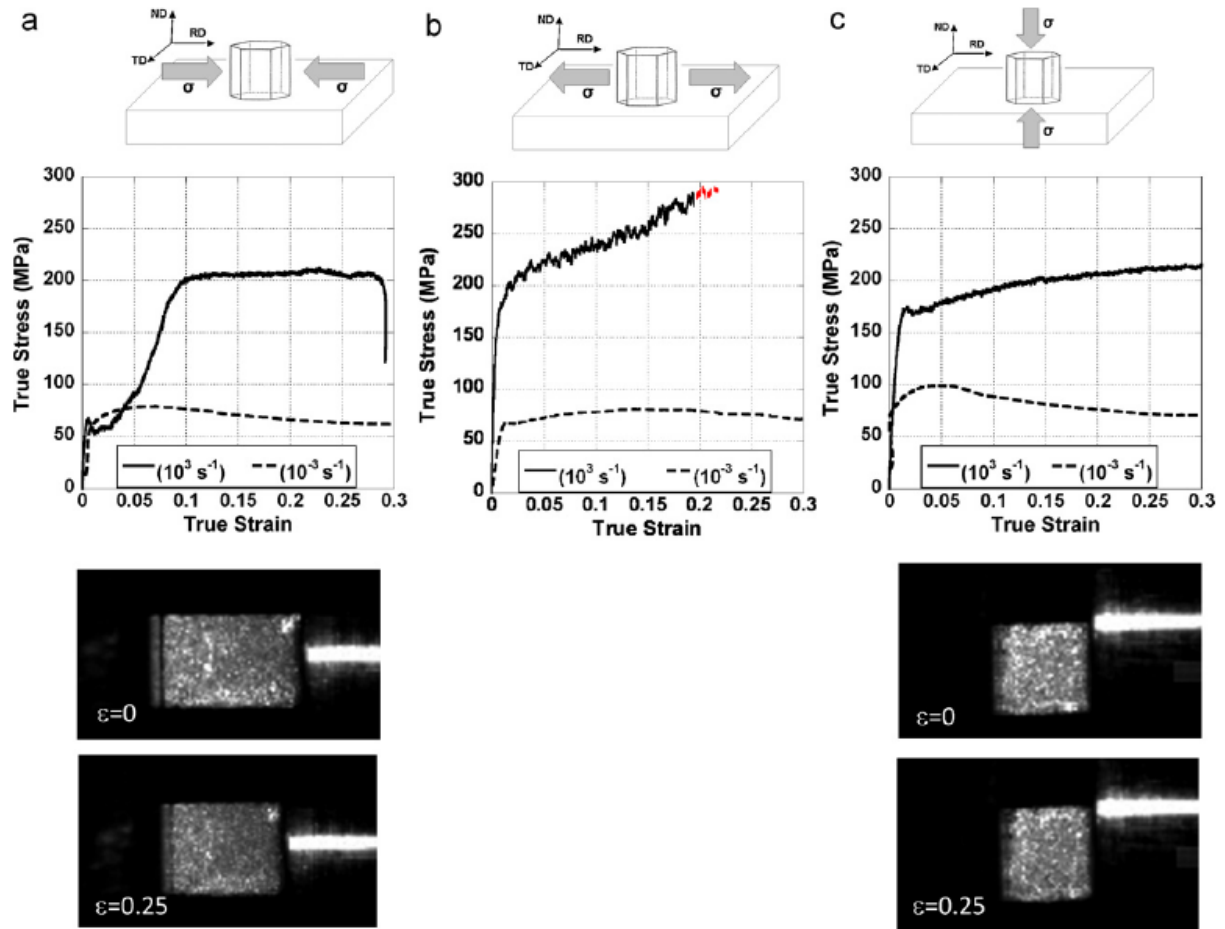 a
ND
RD
TD
σ
σ
b
ND
RD
TD
σ
σ
c
ND
RD
TD
σ
σ
True Stress (MPa)
300
250
200
150
100
50
0
(10³ s⁻¹) (10⁻³ s⁻¹)
0 0.05 0.1 0.15 0.2 0.25 0.3
True Strain
True Stress (MPa)
300
250
200
150
100
50
0
(10³ s⁻¹) (10⁻³ s⁻¹)
0 0.05 0.1 0.15 0.2 0.25 0.3
True Strain
True Stress (MPa)
300
250
200
150
100
50
0
(10³ s⁻¹) (10⁻³ s⁻¹)
0 0.05 0.1 0.15 0.2 0.25 0.3
True Strain
ε=0
ε=0.25
ε=0
ε=0.25